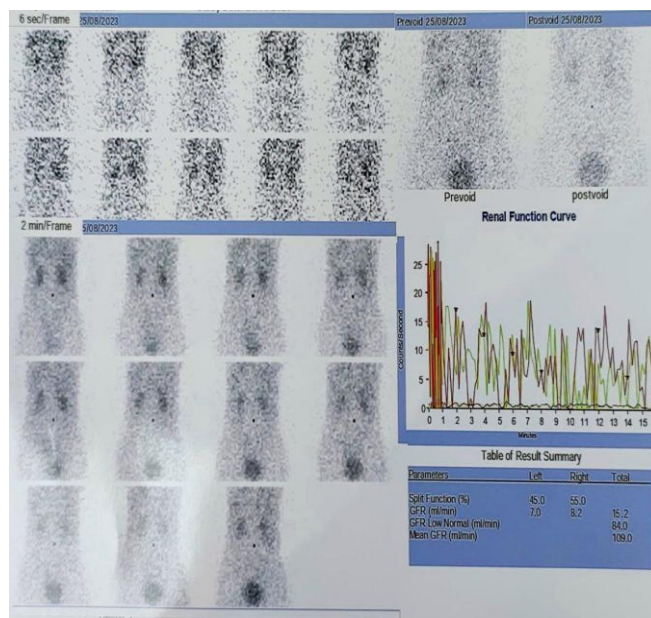 6 sec/Frame 25/08/2023
Prevoid 25/08/2023 Postvoid 25/08/2023
Prevoid postvoid
2 min/Frame 5/08/2023
Renal Function Curve
Counts/Second
25
20
15
10
5
0
0 1 2 3 4 5 6 7 8 9 10 11 12 13 14 15
Minutes
Table of Result Summary
Parameters Left Right Total
Split Function (%) 45.0 55.0
GFR (ml/min) 7.0 8.2 15.2
GFR Low Normal (ml/min) 84.0
Mean GFR (ml/min) 109.0